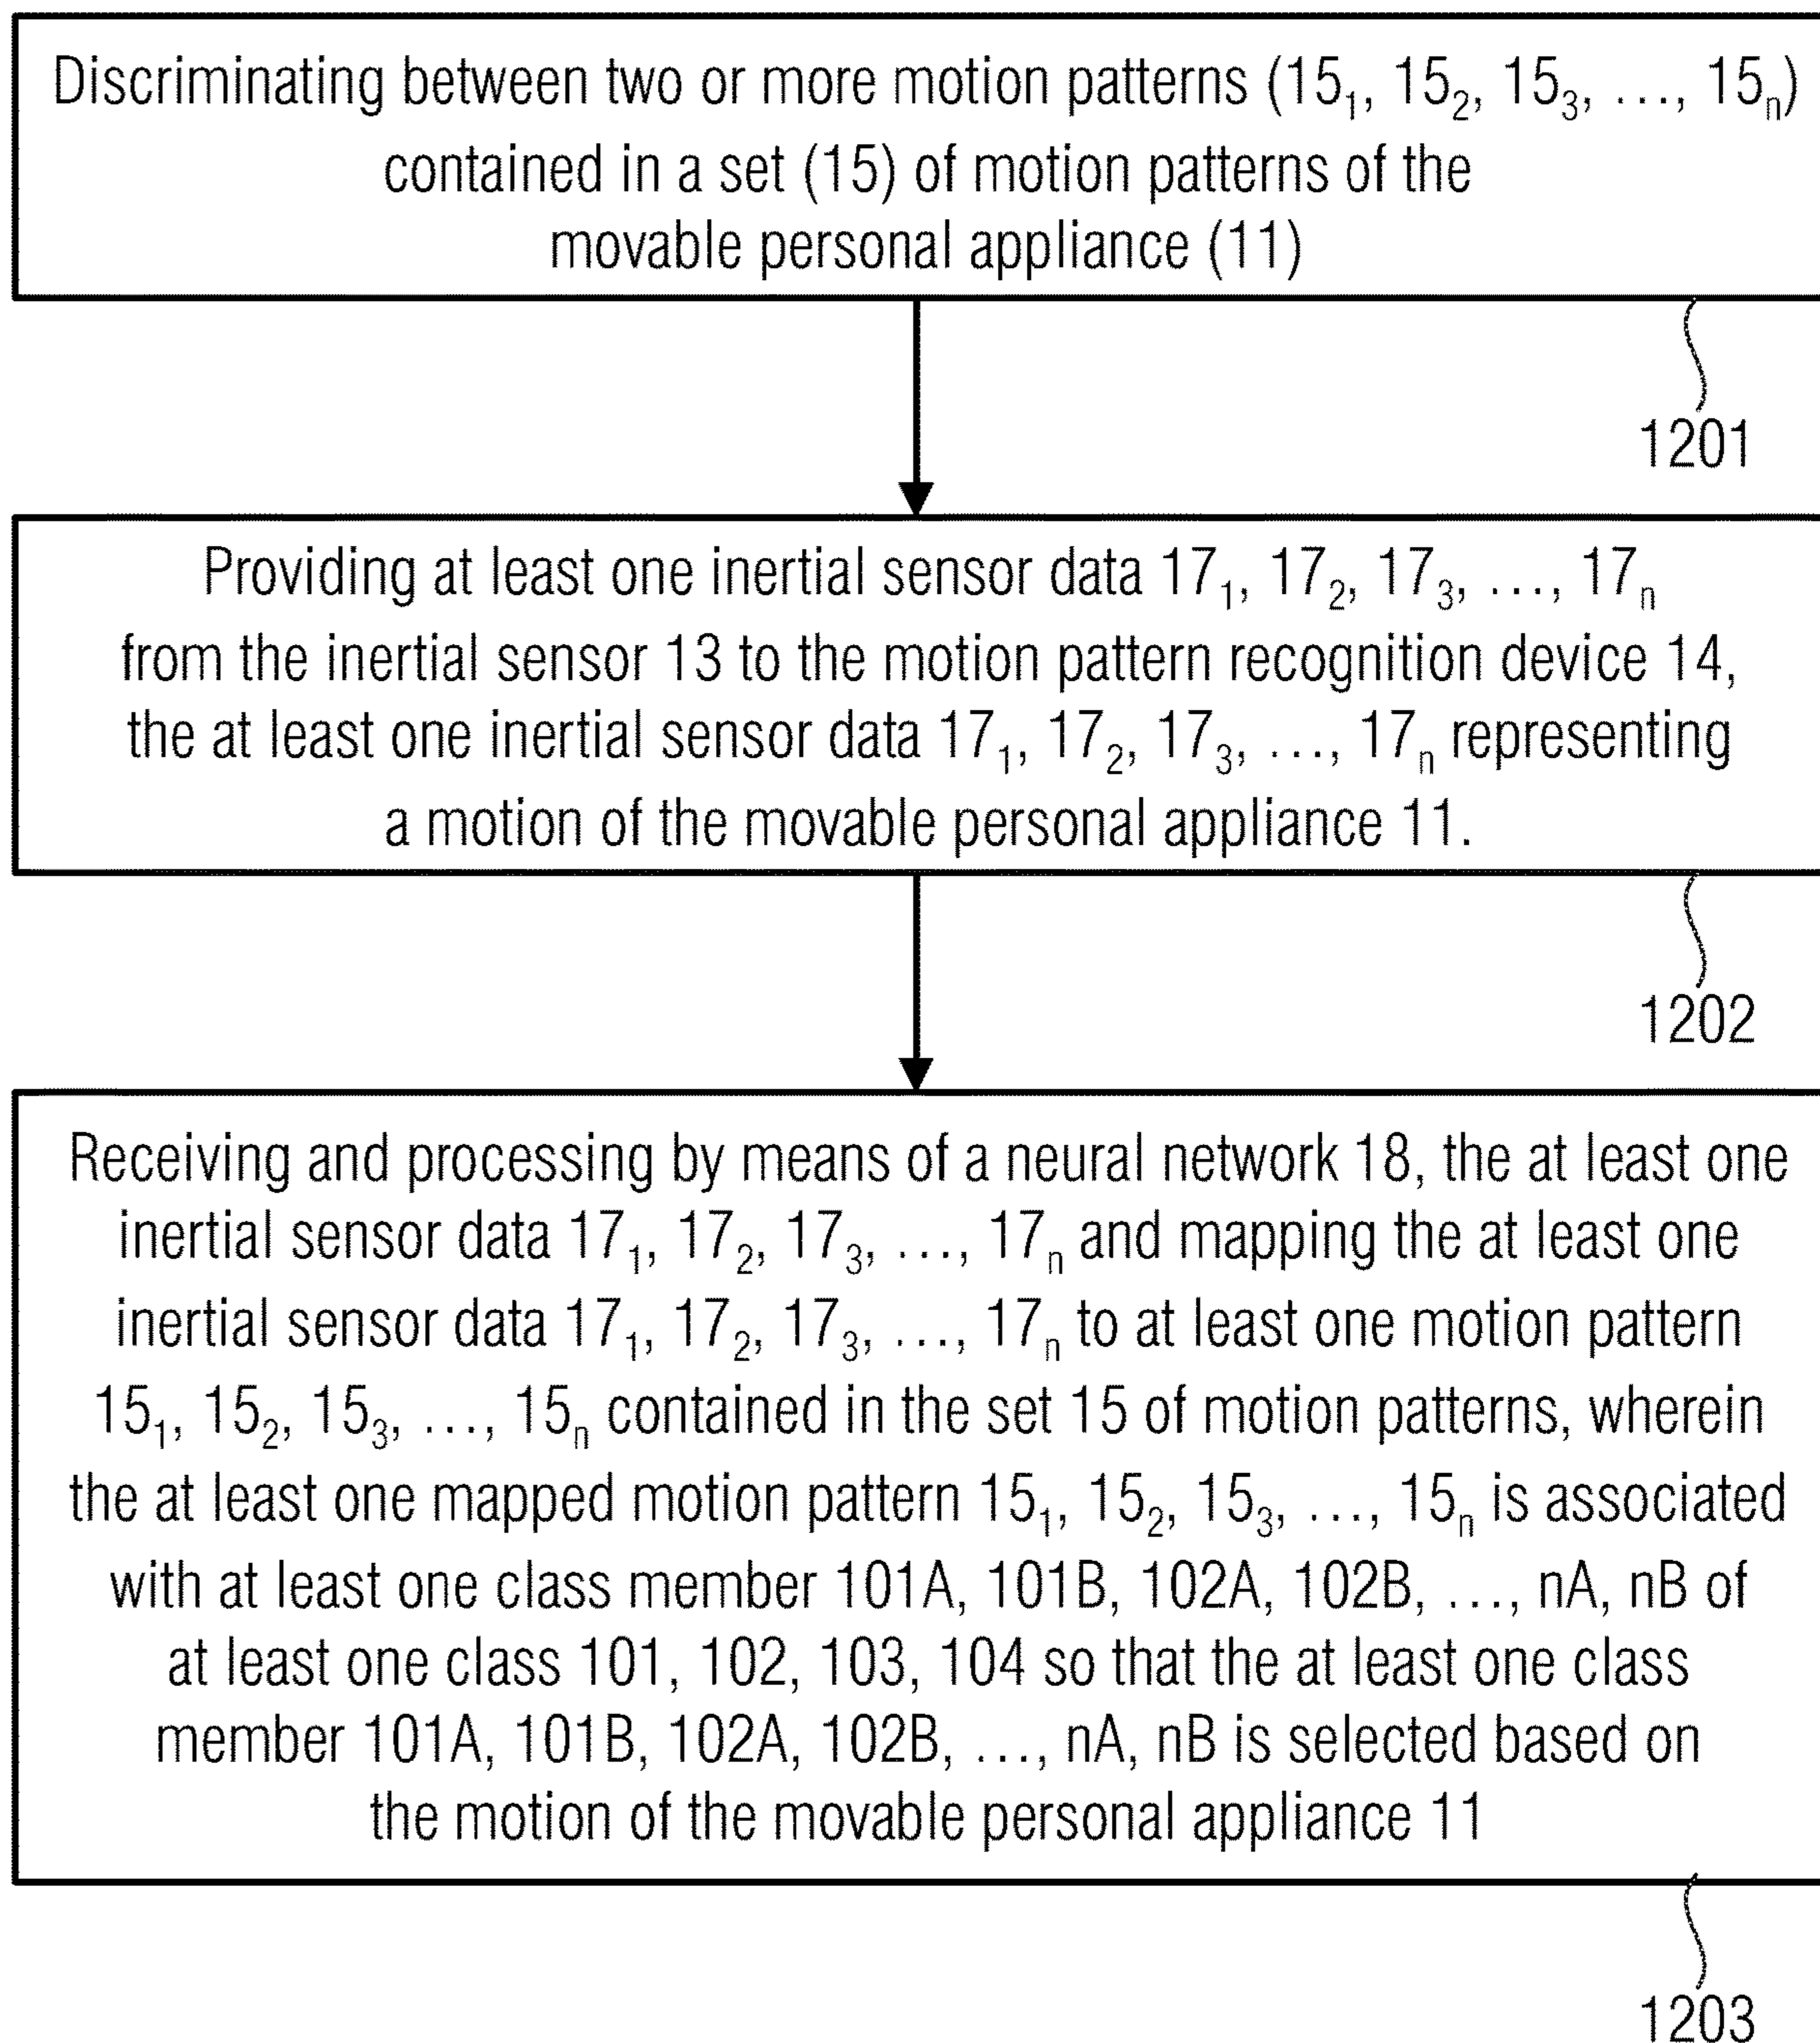 Discriminating between two or more motion patterns (15₁, 15₂, 15₃, ..., 15ₙ)
contained in a set (15) of motion patterns of the
movable personal appliance (11)
1201
Providing at least one inertial sensor data 17₁, 17₂, 17₃, ..., 17ₙ
from the inertial sensor 13 to the motion pattern recognition device 14,
the at least one inertial sensor data 17₁, 17₂, 17₃, ..., 17ₙ representing
a motion of the movable personal appliance 11.
1202
Receiving and processing by means of a neural network 18, the at least one
inertial sensor data 17₁, 17₂, 17₃, ..., 17ₙ and mapping the at least one
inertial sensor data 17₁, 17₂, 17₃, ..., 17ₙ to at least one motion pattern
15₁, 15₂, 15₃, ..., 15ₙ contained in the set 15 of motion patterns, wherein
the at least one mapped motion pattern 15₁, 15₂, 15₃, ..., 15ₙ is associated
with at least one class member 101A, 101B, 102A, 102B, ..., nA, nB of
at least one class 101, 102, 103, 104 so that the at least one class
member 101A, 101B, 102A, 102B, ..., nA, nB is selected based on
the motion of the movable personal appliance 11
1203